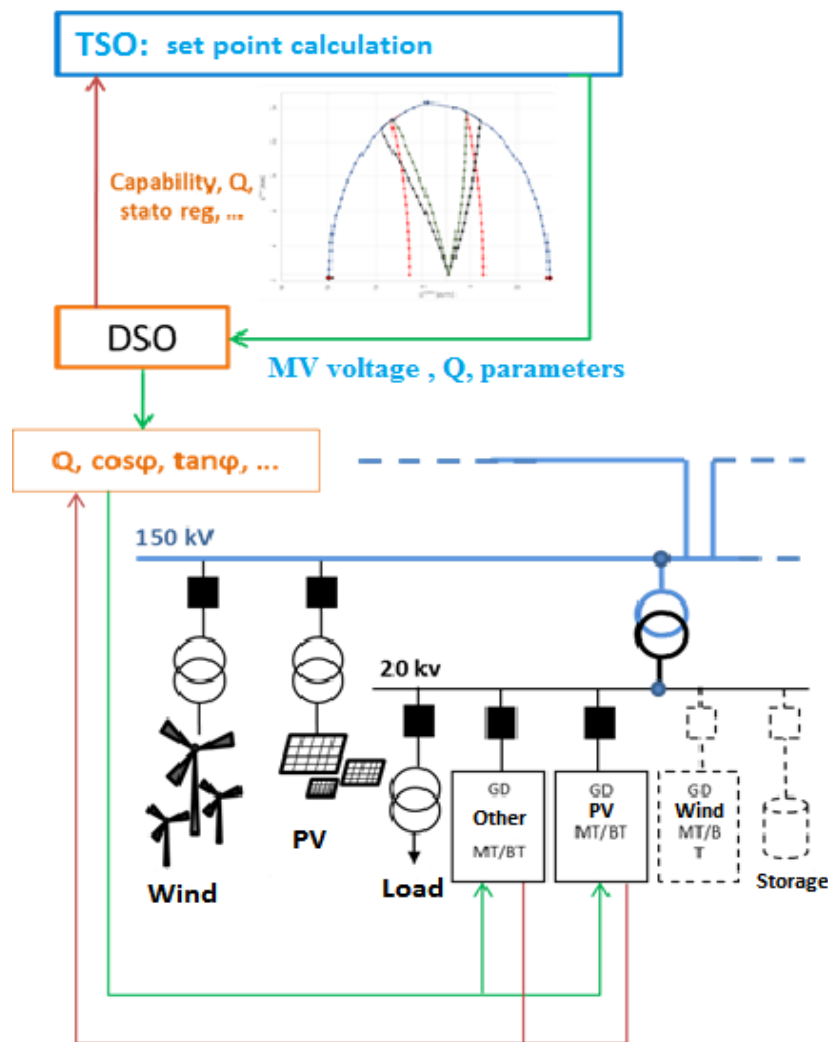 TSO: set point calculation
Capability, Q,
stato reg, ...
DSO
MV voltage , Q, parameters
Q, cosφ, tanφ, ...
150 kV
20 kv
GD
Other
MT/BT
GD
PV
MT/BT
GD
Wind
MT/B
T
Wind
PV
Load
Storage